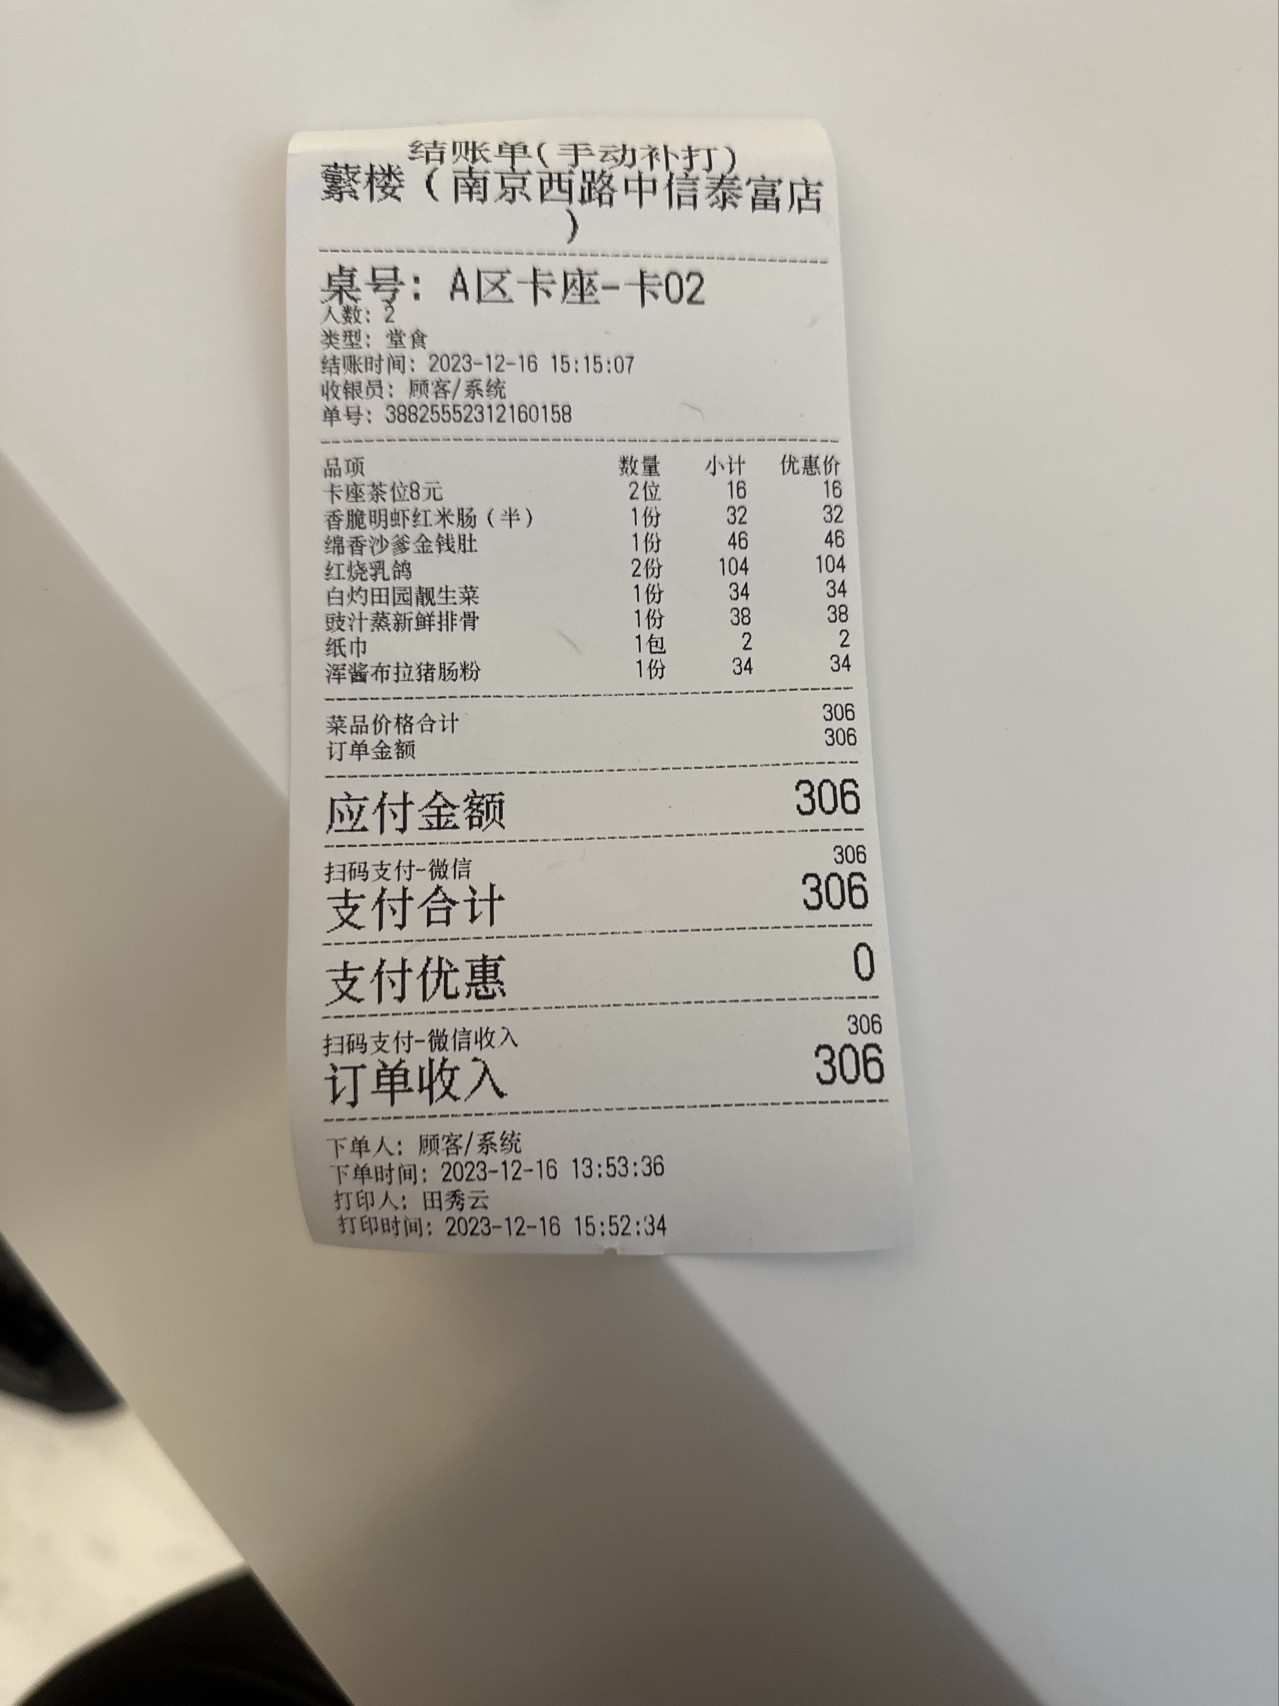 结账单(手动补打)
蘩楼(南京西路中信泰富店
)
桌号: A区卡座-卡02
人数: 2
类型: 堂食
结账时间: 2023-12-16 15:15:07
收银员: 顾客/系统
单号: 38825552312160158
品项 数量 小计 优惠价
卡座茶位8元 2位 16 16
香脆明虾红米肠(半) 1份 32 32
绵香沙爹金钱肚 1份 46 46
红烧乳鸽 2份 104 104
白灼田园靓生菜 1份 34 34
豉汁蒸新鲜排骨 1份 38 38
纸巾 1包 2 2
浑酱布拉猪肠粉 1份 34 34
菜品价格合计 306
订单金额 306
应付金额 306
扫码支付-微信 306
支付合计 306
支付优惠 0
扫码支付-微信收入 306
订单收入 306
下单人: 顾客/系统
下单时间: 2023-12-16 13:53:36
打印人: 田秀云
打印时间: 2023-12-16 15:52:34